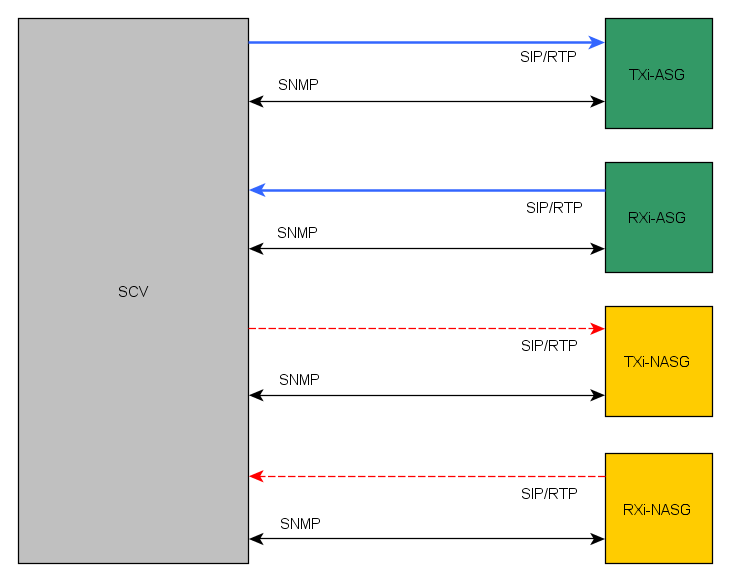 SIP/RTP
TXi-ASG
SNMP
RXi-ASG
SIP/RTP
SNMP
SCV
SIP/RTP
TXi-NASG
SNMP
SIP/RTP
RXi-NASG
SNMP